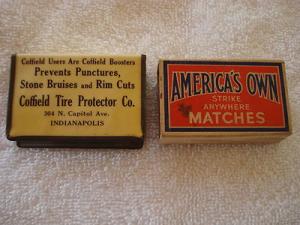 Coffield Users Are Coffield Boosters
Prevents Punctures,
Stone Bruises and Rim Cuts
Coffield Tire Protector Co.
304 N. Capitol Ave.
INDIANAPOLIS
AMERICA'S OWN
STRIKE
ANYWHERE
MATCHES